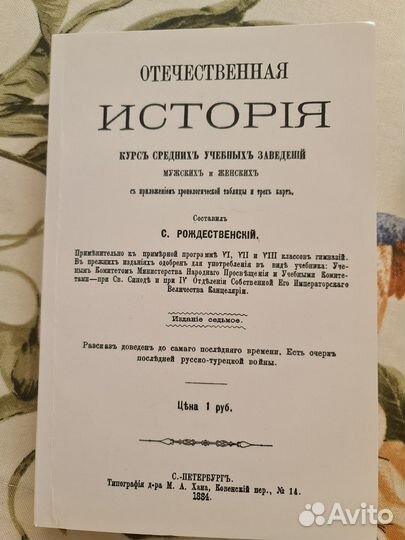 ОТЕЧЕСТВЕННАЯ
ИСТОРІЯ
КУРСЪ СРЕДНИХЪ УЧЕБНЫХЪ ЗАВЕДЕНІЙ
МУЖСКИХЪ и ЖЕНСКИХЪ
съ приложеніемъ хронологической таблицы и трехъ картъ.
Составилъ
С. РОЖДЕСТВЕНСКІЙ.
Примѣнительно къ примѣрной программѣ VI, VII и VIII классовъ гимназій.
Въ прежнихъ изданіяхъ одобренъ для употребленія въ видѣ учебника: Уче-
нымъ Комитетомъ Министерства Народнаго Просвѣщенія и Учебными Комите-
тами—при Св. Синодѣ и при IV Отдѣленіи Собственной Его Императорскаго
Величества Канцеляріи.
Изданіе седьмое.
Разсказъ доведенъ до самаго послѣдняго времени. Есть очеркъ
послѣдней русско-турецкой войны.
Цѣна 1 руб.
С.-ПЕТЕРБУРГЪ.
Типографія д-ра М. А. Хана, Ковенскій пер., № 14.
1884.
Avito